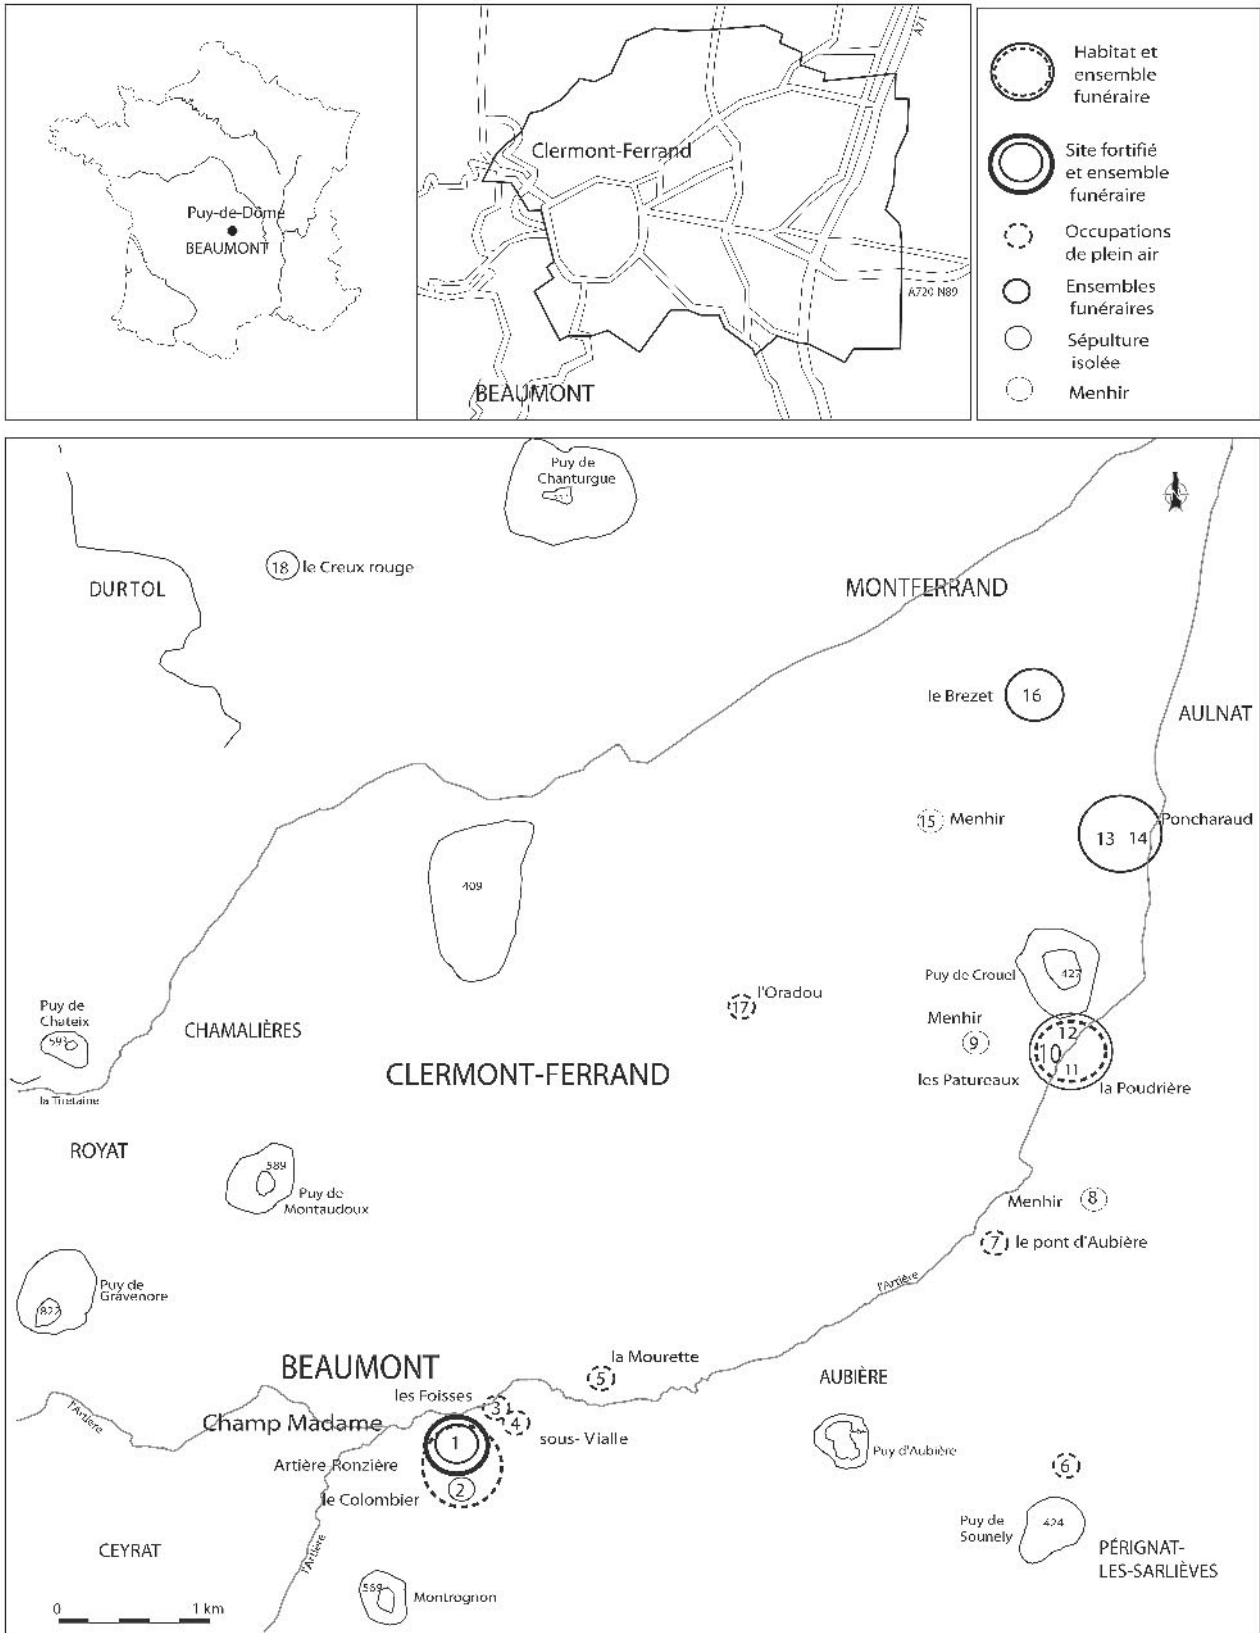 Puy-de-Dôme
BEAUMONT
Clermont-Ferrand
A71
A720 N89
BEAUMONT
Habitat et
ensemble
funéraire
Site fortifié
et ensemble
funéraire
Occupations
de plein air
Ensembles
funéraires
Sépulture
isolée
Menhir
Puy de
Chanturgue
18 le Creux rouge
DURTOL
MONTFERRAND
le Brezet 16
AULNAT
15 Menhir
13 14 Poncharaud
409
Puy de Crouel 427
17 l'Oradou
Puy de
Chateix
593
CHAMALIÈRES
Menhir
9
12
10
11
les Patureaux
la Poudrière
CLERMONT-FERRAND
la Tiretaine
ROYAT
589
Puy de
Montaudoux
Menhir 8
7 le pont d'Aubière
Puy de
Gravenore
822
l'Artière
BEAUMONT
la Mourette
5
AUBIÈRE
les Foisses
3
4
l'Artière
Champ Madame
1
sous- Vialle
Puy d'Aubière
Artière Ronzière
6
2
le Colombier
Puy de
Sounely
424
PÉRIGNAT-
LES-SARLIÈVES
CEYRAT
l'Artière
569
Montrognon
0 1 km